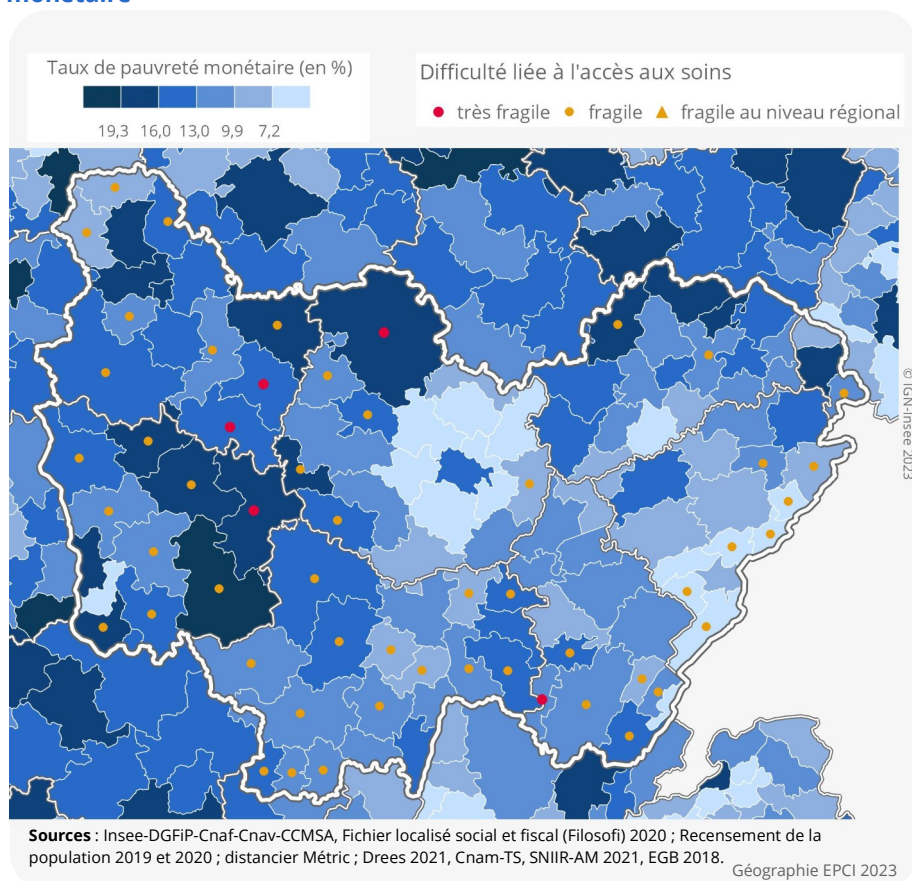 monétaire
Taux de pauvreté monétaire (en %)
19,3 16,0 13,0 9,9 7,2
Difficulté liée à l'accès aux soins
très fragile fragile fragile au niveau régional
© IGN-Insee 2023
Sources : Insee-DGFiP-Cnaf-Cnav-CCMSA, Fichier localisé social et fiscal (Filosofi) 2020 ; Recensement de la
population 2019 et 2020 ; distancier Métric ; Drees 2021, Cnam-TS, SNIIR-AM 2021, EGB 2018.
Géographie EPCI 2023